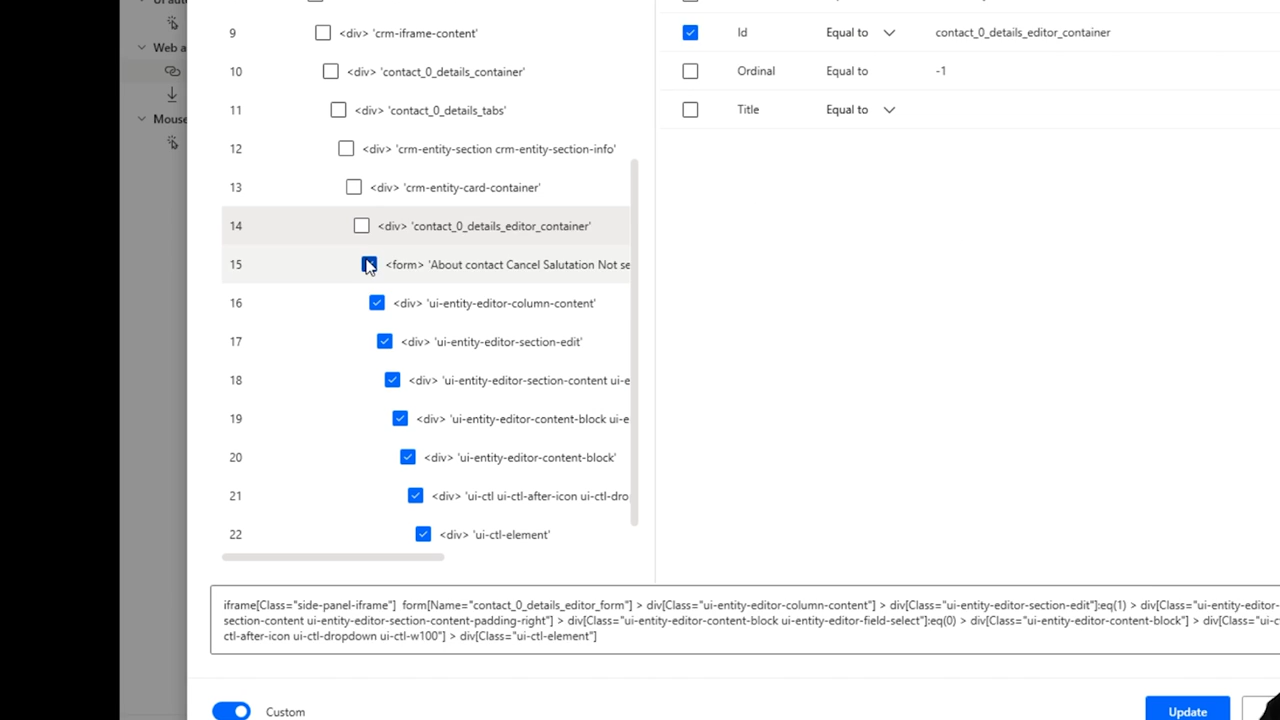 Web a
Mouse
9 <div> 'crm-iframe-content'
10 <div> 'contact_0_details_container'
11 <div> 'contact_0_details_tabs'
12 <div> 'crm-entity-section crm-entity-section-info'
13 <div> 'crm-entity-card-container'
14 <div> 'contact_0_details_editor_container'
15 <form> 'About contact Cancel Salutation Not se
16 <div> 'ui-entity-editor-column-content'
17 <div> 'ui-entity-editor-section-edit'
18 <div> 'ui-entity-editor-section-content ui-e
19 <div> 'ui-entity-editor-content-block ui-e
20 <div> 'ui-entity-editor-content-block'
21 <div> 'ui-ctl ui-ctl-after-icon ui-ctl-dro
22 <div> 'ui-ctl-element'
Id Equal to contact_0_details_editor_container
Ordinal Equal to -1
Title Equal to
iframe[Class="side-panel-iframe"] form[Name="contact_0_details_editor_form"] > div[Class="ui-entity-editor-column-content"] > div[Class="ui-entity-editor-section-edit"]:eq(1) > div[Class="ui-entity-editor-
section-content ui-entity-editor-section-content-padding-right"] > div[Class="ui-entity-editor-content-block ui-entity-editor-field-select"]:eq(0) > div[Class="ui-entity-editor-content-block"] > div[Class="ui-c
ctl-after-icon ui-ctl-dropdown ui-ctl-w100"] > div[Class="ui-ctl-element"]
Custom
Update